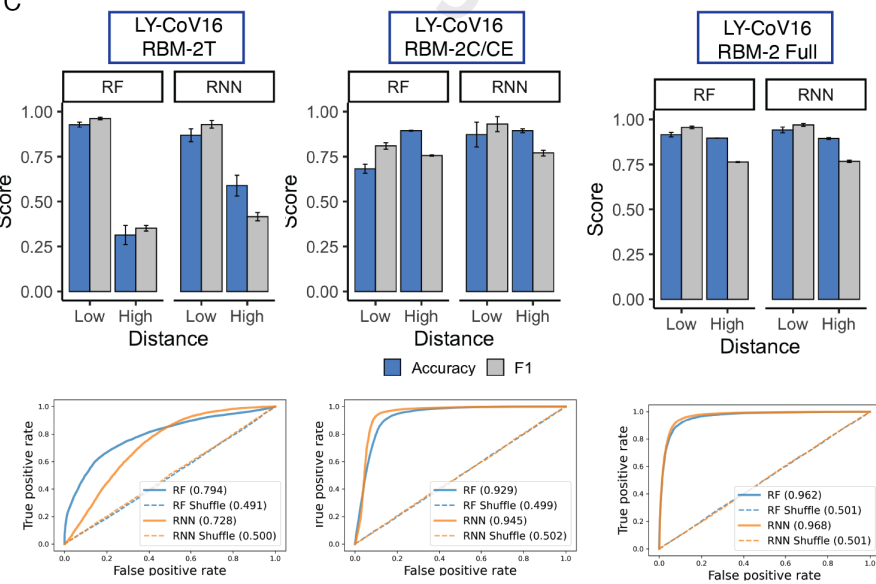 C
LY-CoV16
RBM-2T
LY-CoV16
RBM-2C/CE
LY-CoV16
RBM-2 Full
RF
RNN
RF
RNN
RF
RNN
Score
1.00
0.75
0.50
0.25
0.00
Low
High
Low
High
Distance
Score
1.00
0.75
0.50
0.25
0.00
Low
High
Low
High
Distance
Score
1.00
0.75
0.50
0.25
0.00
Low
High
Low
High
Distance
Accuracy
F1
True positive rate
1.0
0.8
0.6
0.4
0.2
0.0
RF (0.794)
RF Shuffle (0.491)
RNN (0.728)
RNN Shuffle (0.500)
0.0
0.2
0.4
0.6
0.8
1.0
False positive rate
True positive rate
1.0
0.8
0.6
0.4
0.2
0.0
RF (0.929)
RF Shuffle (0.499)
RNN (0.945)
RNN Shuffle (0.502)
0.0
0.2
0.4
0.6
0.8
1.0
False positive rate
True positive rate
1.0
0.8
0.6
0.4
0.2
0.0
RF (0.962)
RF Shuffle (0.501)
RNN (0.968)
RNN Shuffle (0.501)
0.0
0.2
0.4
0.6
0.8
1.0
False positive rate